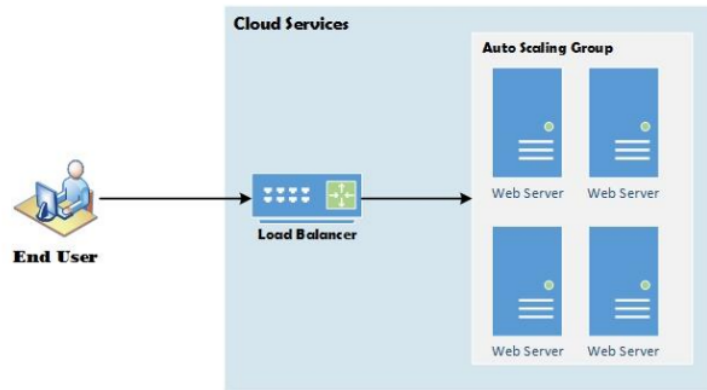 Cloud Services
Auto Scaling Group
Web Server
Web Server
Load Balancer
End User
Web Server
Web Server